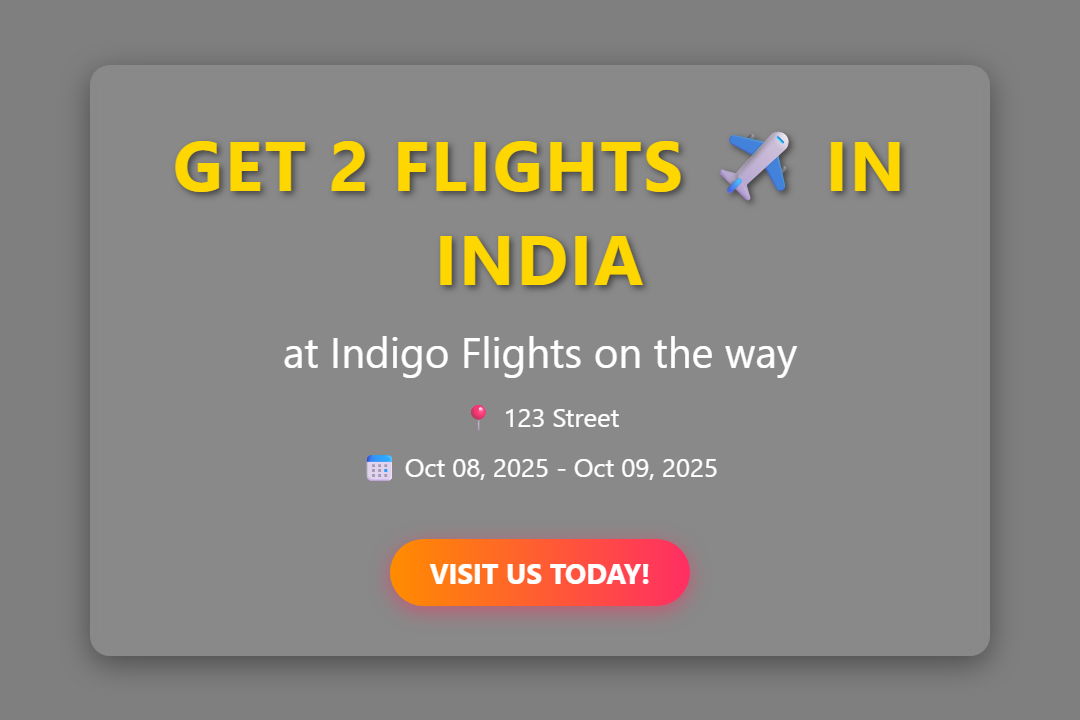 GET 2 FLIGHTS ✈️ IN
INDIA
at Indigo Flights on the way
📍 123 Street
📅 Oct 08, 2025 - Oct 09, 2025
VISIT US TODAY!